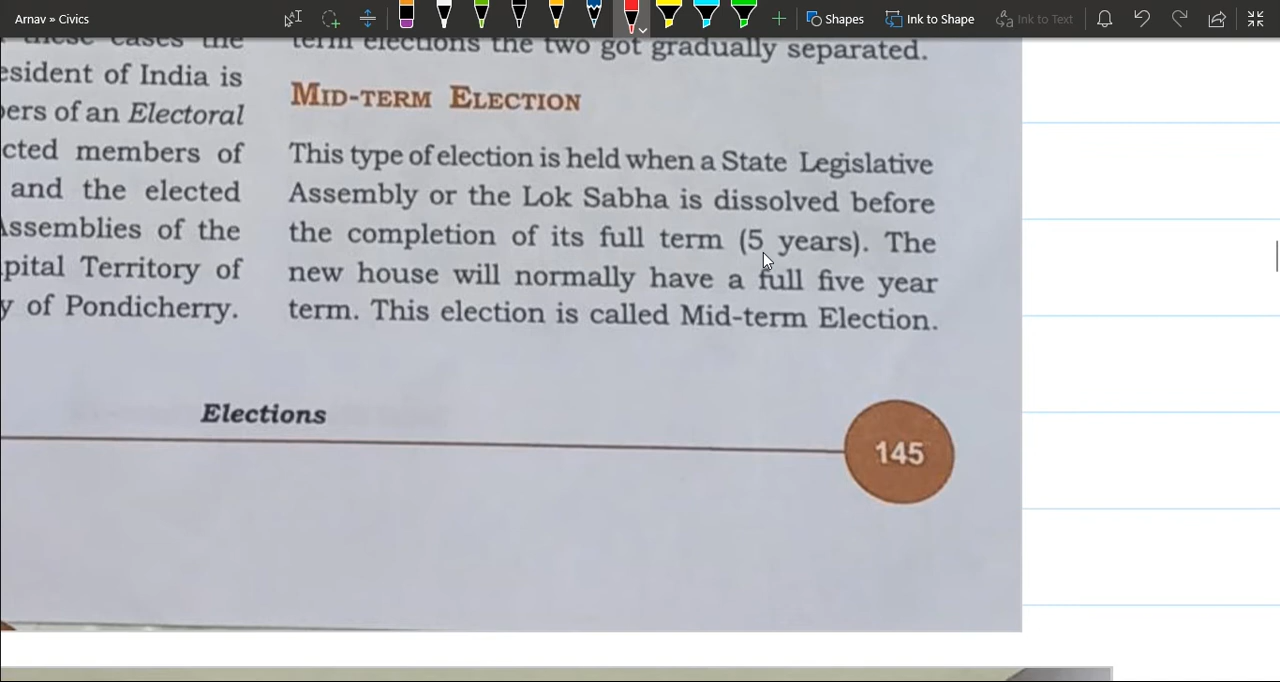 Arnav » Civics
Shapes
Ink to Shape
Ink to Text
these cases the
esident of India is
ers of an Electoral
cted members of
and the elected
Assemblies of the
pital Territory of
y of Pondicherry.
term elections the two got gradually separated.
MID-TERM ELECTION
This type of election is held when a State Legislative
Assembly or the Lok Sabha is dissolved before
the completion of its full term (5 years). The
new house will normally have a full five year
term. This election is called Mid-term Election.
Elections
145